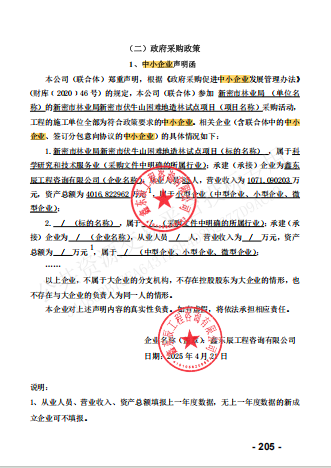 （二）政府采购政策
1、中小企业声明函
本公司（联合体）郑重声明，根据《政府采购促进中小企业发展管理办法》
（财库﹝2020﹞46号）的规定，本公司（联合体）参加 新密市林业局 （单位名
称）的新密市林业局新密市伏牛山困难地造林试点项目（项目名称）采购活动，
工程的施工单位全部为符合政策要求的中小企业。相关企业（含联合体中的中小
企业、签订分包意向协议的中小企业）的具体情况如下：
1.新密市林业局新密市伏牛山困难地造林试点项目（标的名称） ，属于科
学研究和技术服务业（采购文件中明确的所属行业）；承建（承接）企业为鑫东
辰工程咨询有限公司（企业名称），从业人员 人，营业收入为 1071.090203 万
元，资产总额为 4016.822962 万元1，属于小型企业（中型企业、小型企业、微
型企业）；
2. / （标的名称），属于 / （采购文件中明确的所属行业）；承建（承
接）企业为 / （企业名称），从业人员 / 人，营业收入为 / 万元，资产
总额为 / 万元1，属于 / （中型企业、小型企业、微型企业）；
……
以上企业，不属于大企业的分支机构，不存在控股股东为大企业的情形，也
不存在与大企业的负责人为同一人的情形。
本企业对上述声明内容的真实性负责。如有虚假，将依法承担相应责任。
企业名称（盖章）：鑫东辰工程咨询有限公司
日期：2025年4月21日
说明：
1、从业人员、营业收入、资产总额填报上一年度数据，无上一年度数据的新成
立企业可不填报。
- 205 -